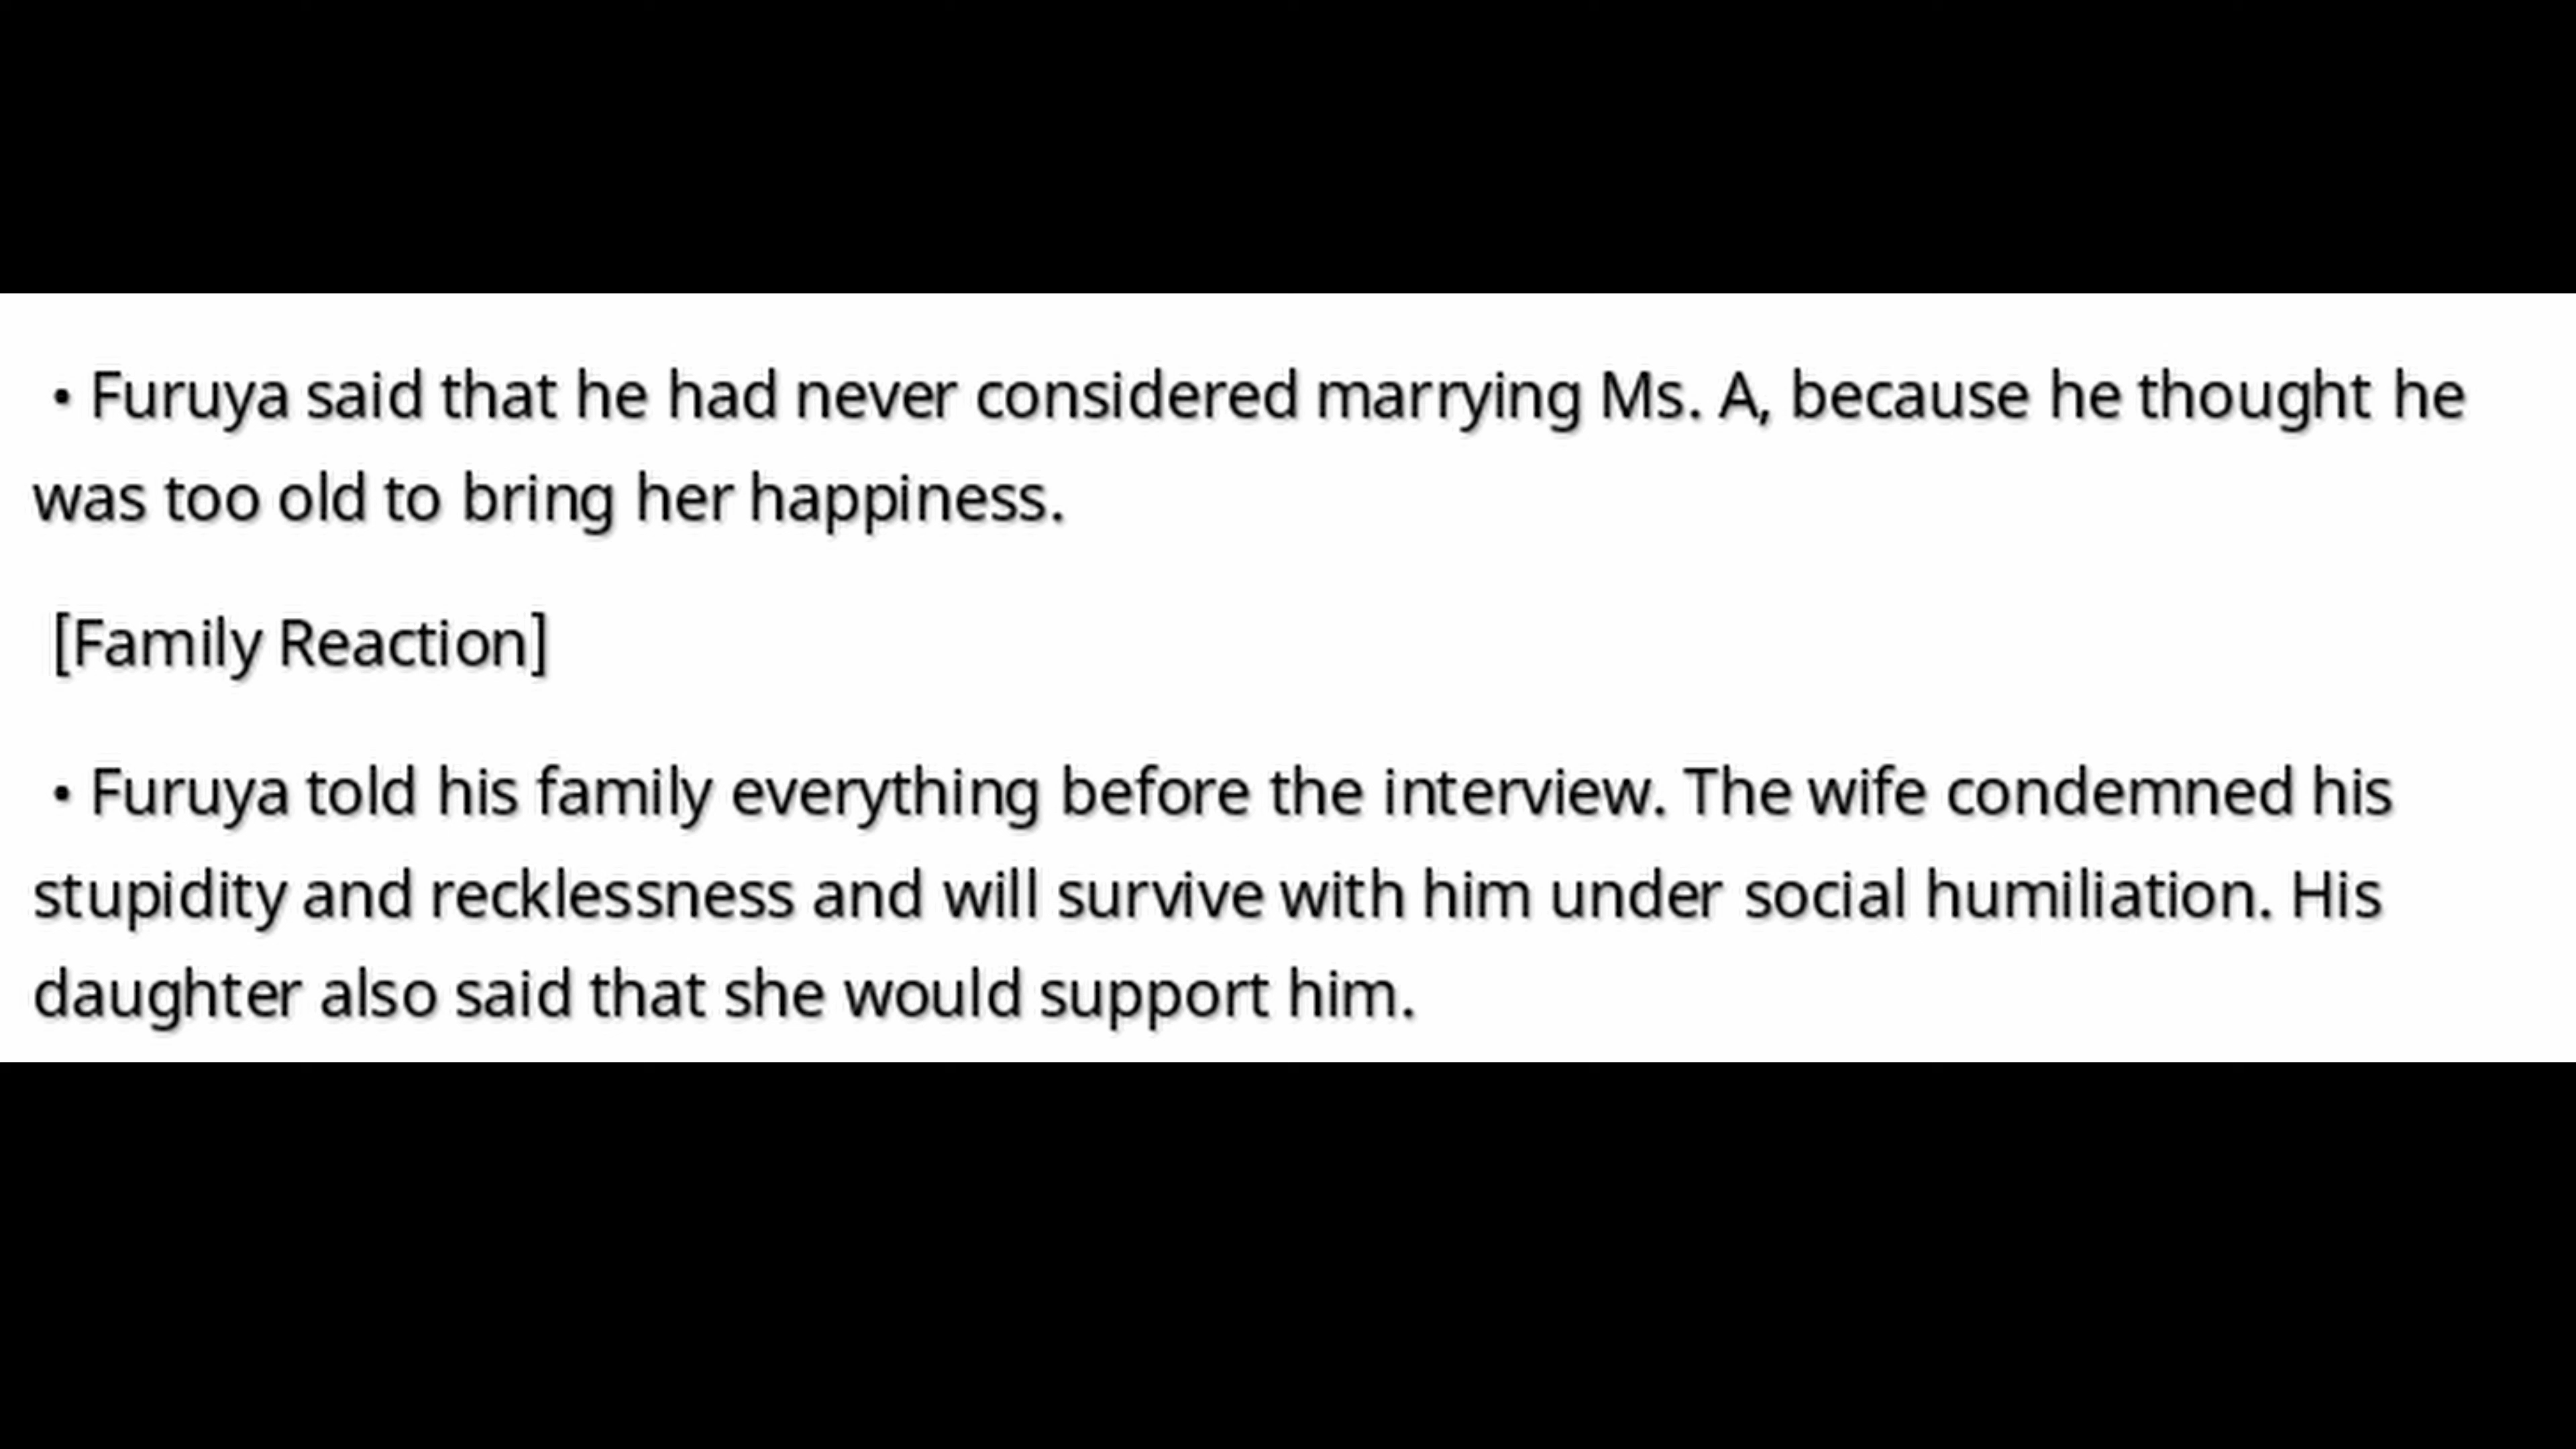 • Furuya said that he had never considered marrying Ms. A, because he thought he
was too old to bring her happiness.
[Family Reaction]
• Furuya told his family everything before the interview. The wife condemned his
stupidity and recklessness and will survive with him under social humiliation. His
daughter also said that she would support him.